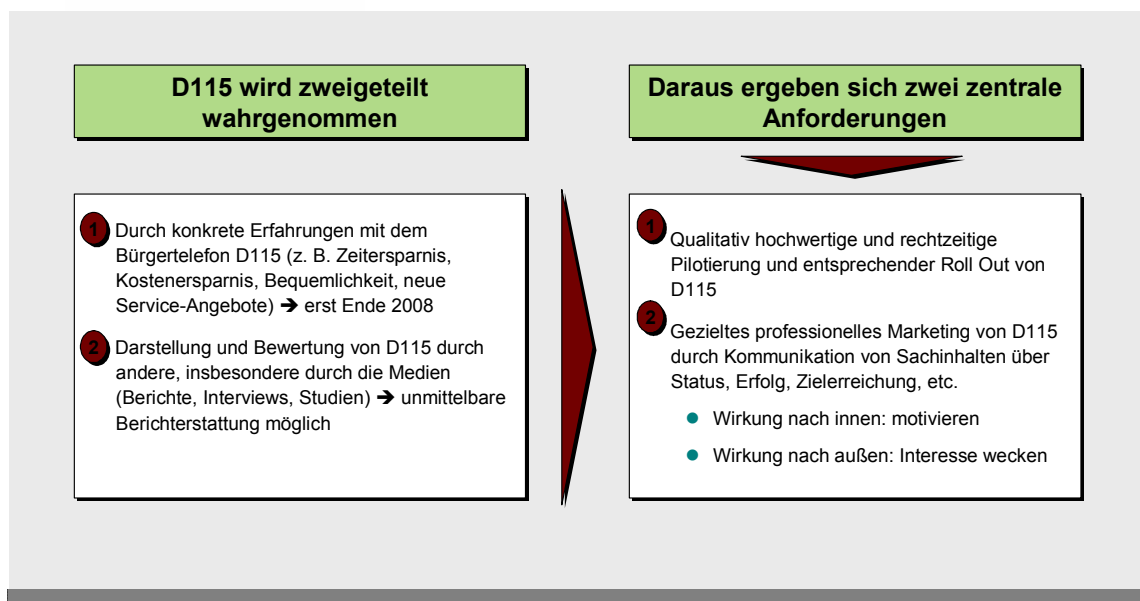 D115 wird zweigeteilt
wahrgenommen
1 Durch konkrete Erfahrungen mit dem
Bürgertelefon D115 (z. B. Zeitersparnis,
Kostenersparnis, Bequemlichkeit, neue
Service-Angebote) ➔ erst Ende 2008
2 Darstellung und Bewertung von D115 durch
andere, insbesondere durch die Medien
(Berichte, Interviews, Studien) ➔ unmittelbare
Berichterstattung möglich
Daraus ergeben sich zwei zentrale
Anforderungen
1 Qualitativ hochwertige und rechtzeitige
Pilotierung und entsprechender Roll Out von
D115
2 Gezieltes professionelles Marketing von D115
durch Kommunikation von Sachinhalten über
Status, Erfolg, Zielerreichung, etc.
● Wirkung nach innen: motivieren
● Wirkung nach außen: Interesse wecken